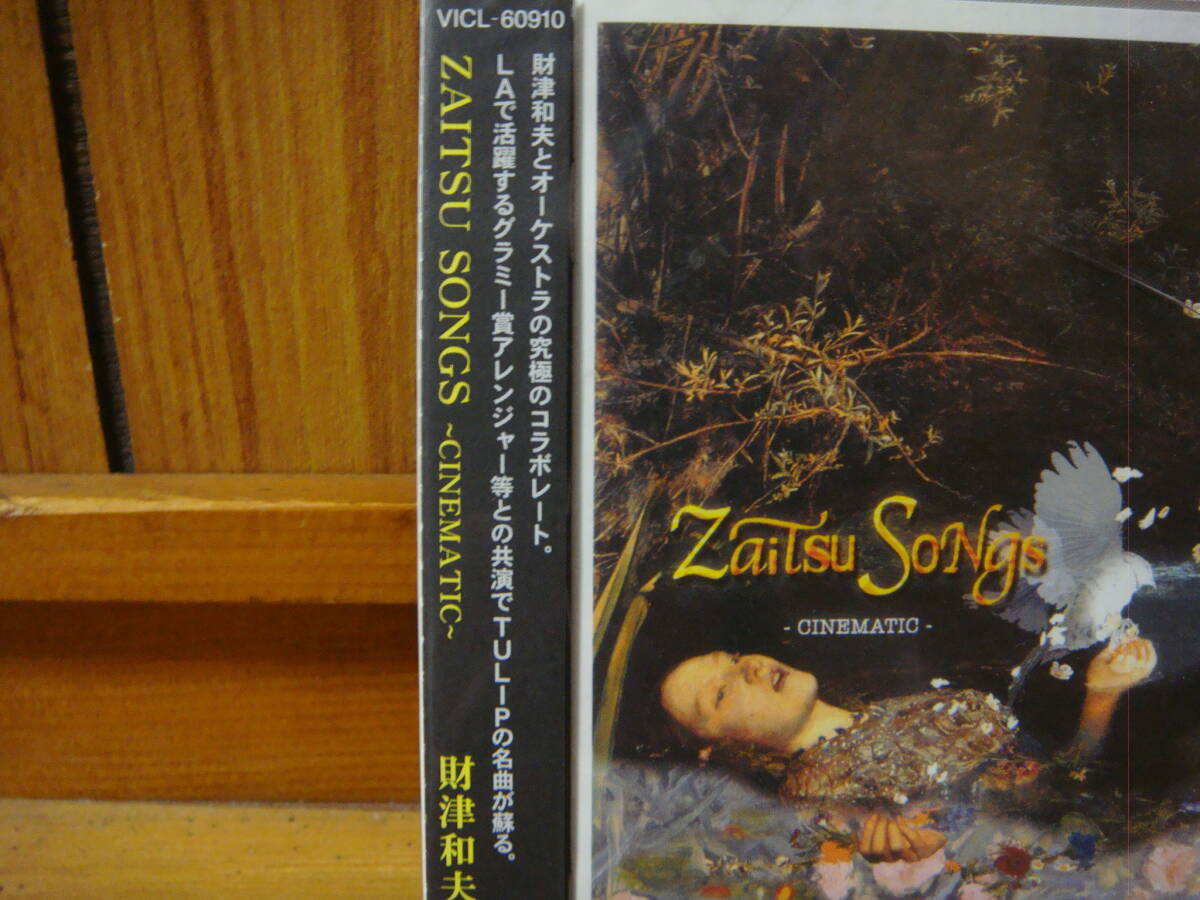 VICL-60910
財津和夫とオーケストラの究極のコラボレート。
LAで活躍するグラミー賞アレンジャー等との共演でTULIPの名曲が蘇る。
ZAITSU SONGS ~CINEMATIC~
財津和夫
ZaiTsu SoNgs
- CINEMATIC -